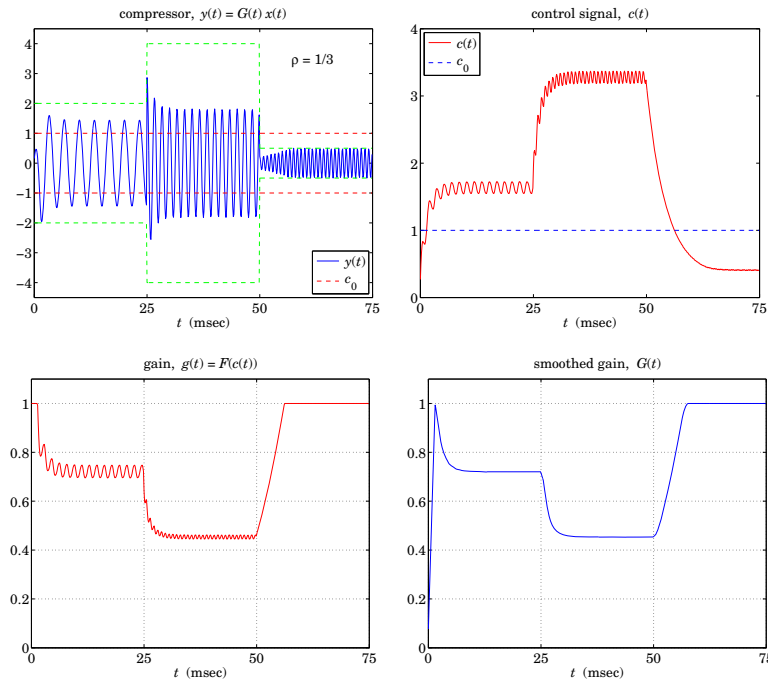 compressor, y(t) = G(t) x(t)
4
3
2
1
0
−1
−2
−3
−4
ρ = 1/3
y(t)
c0
0 25 50 75
t (msec)
control signal, c(t)
4
3
2
1
0
c(t)
c0
0 25 50 75
t (msec)
gain, g(t) = F(c(t))
1
0.8
0.6
0.4
0.2
0
0 25 50 75
t (msec)
smoothed gain, G(t)
1
0.8
0.6
0.4
0.2
0
0 25 50 75
t (msec)